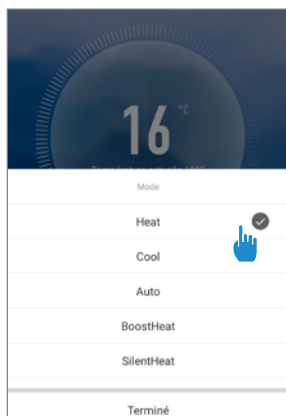 16 °C
Mode
Heat
Cool
Auto
BoostHeat
SilentHeat
Terminé